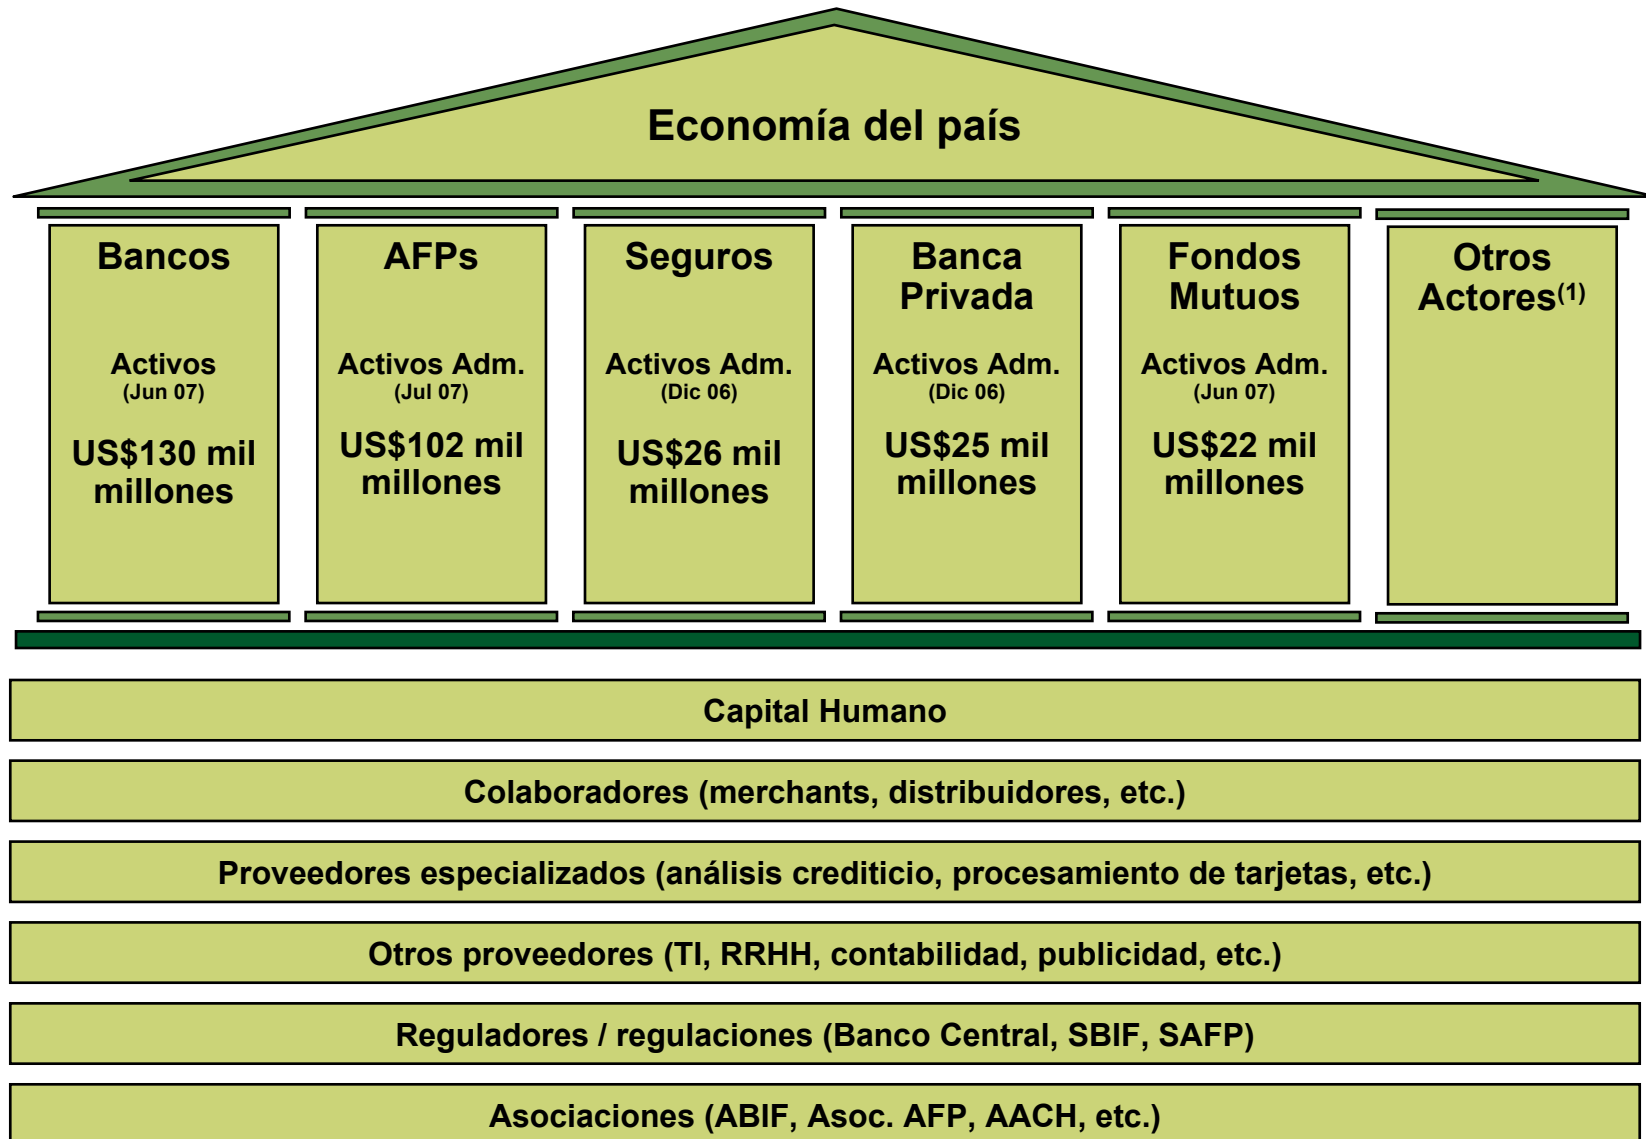 Economía del país
Bancos
Activos
(Jun 07)
US$130 mil
millones
AFPs
Activos Adm.
(Jul 07)
US$102 mil
millones
Seguros
Activos Adm.
(Dic 06)
US$26 mil
millones
Banca
Privada
Activos Adm.
(Dic 06)
US$25 mil
millones
Fondos
Mutuos
Activos Adm.
(Jun 07)
US$22 mil
millones
Otros
Actores(1)
Capital Humano
Colaboradores (merchants, distribuidores, etc.)
Proveedores especializados (análisis crediticio, procesamiento de tarjetas, etc.)
Otros proveedores (TI, RRHH, contabilidad, publicidad, etc.)
Reguladores / regulaciones (Banco Central, SBIF, SAFP)
Asociaciones (ABIF, Asoc. AFP, AACH, etc.)